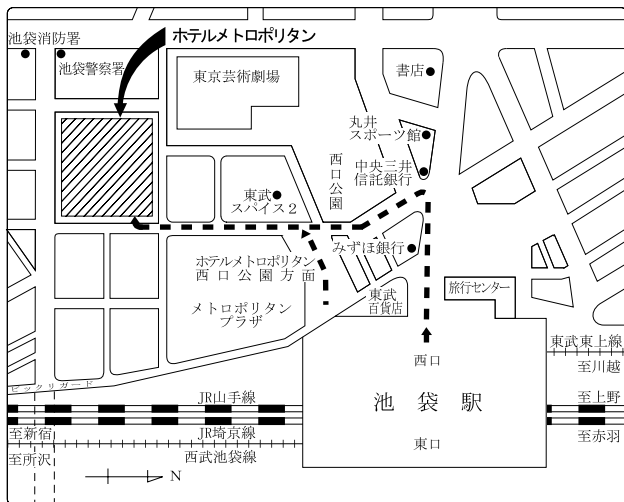 ホテルメトロポリタン
池袋消防署
池袋警察署
東京芸術劇場
書店
丸井
スポーツ館
中央三井
信託銀行
西口公園
東武
スパイス2
みずほ銀行
ホテルメトロポリタン
西口公園方面
メトロポリタン
プラザ
東武
百貨店
旅行センター
西口
東武東上線
至川越
ビックリガード
JR山手線
池袋駅
至上野
至新宿
JR埼京線
東口
至赤羽
至所沢
西武池袋線
N